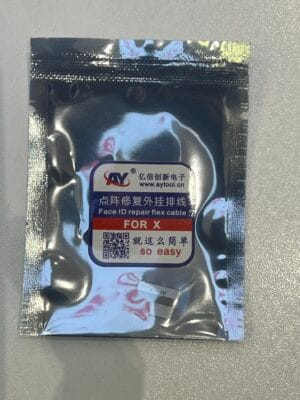 AY® 亿信创新电子
www.aytool.cn
点阵修复外挂排线
Face ID repair flex cable
FOR X
就这么简单
so easy